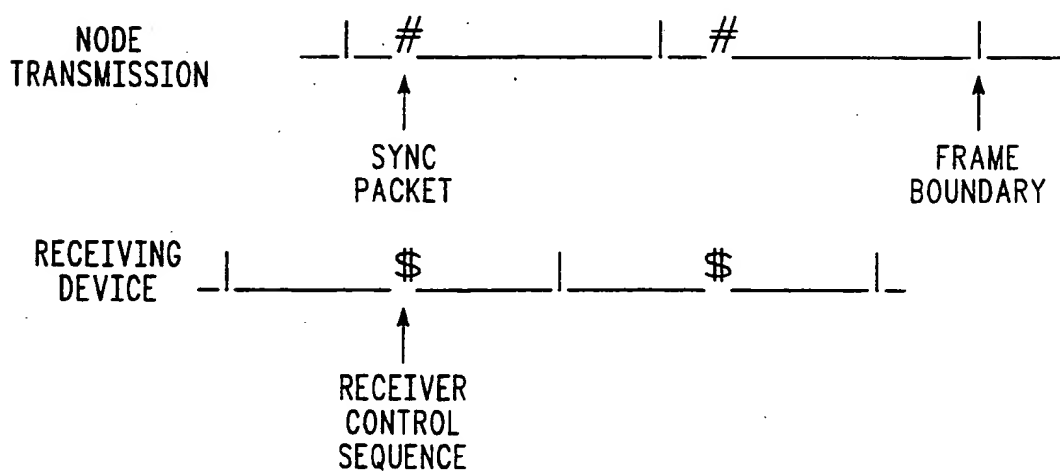 NODE
TRANSMISSION
# #
SYNC
PACKET
FRAME
BOUNDARY
RECEIVING
DEVICE
$ $
RECEIVER
CONTROL
SEQUENCE